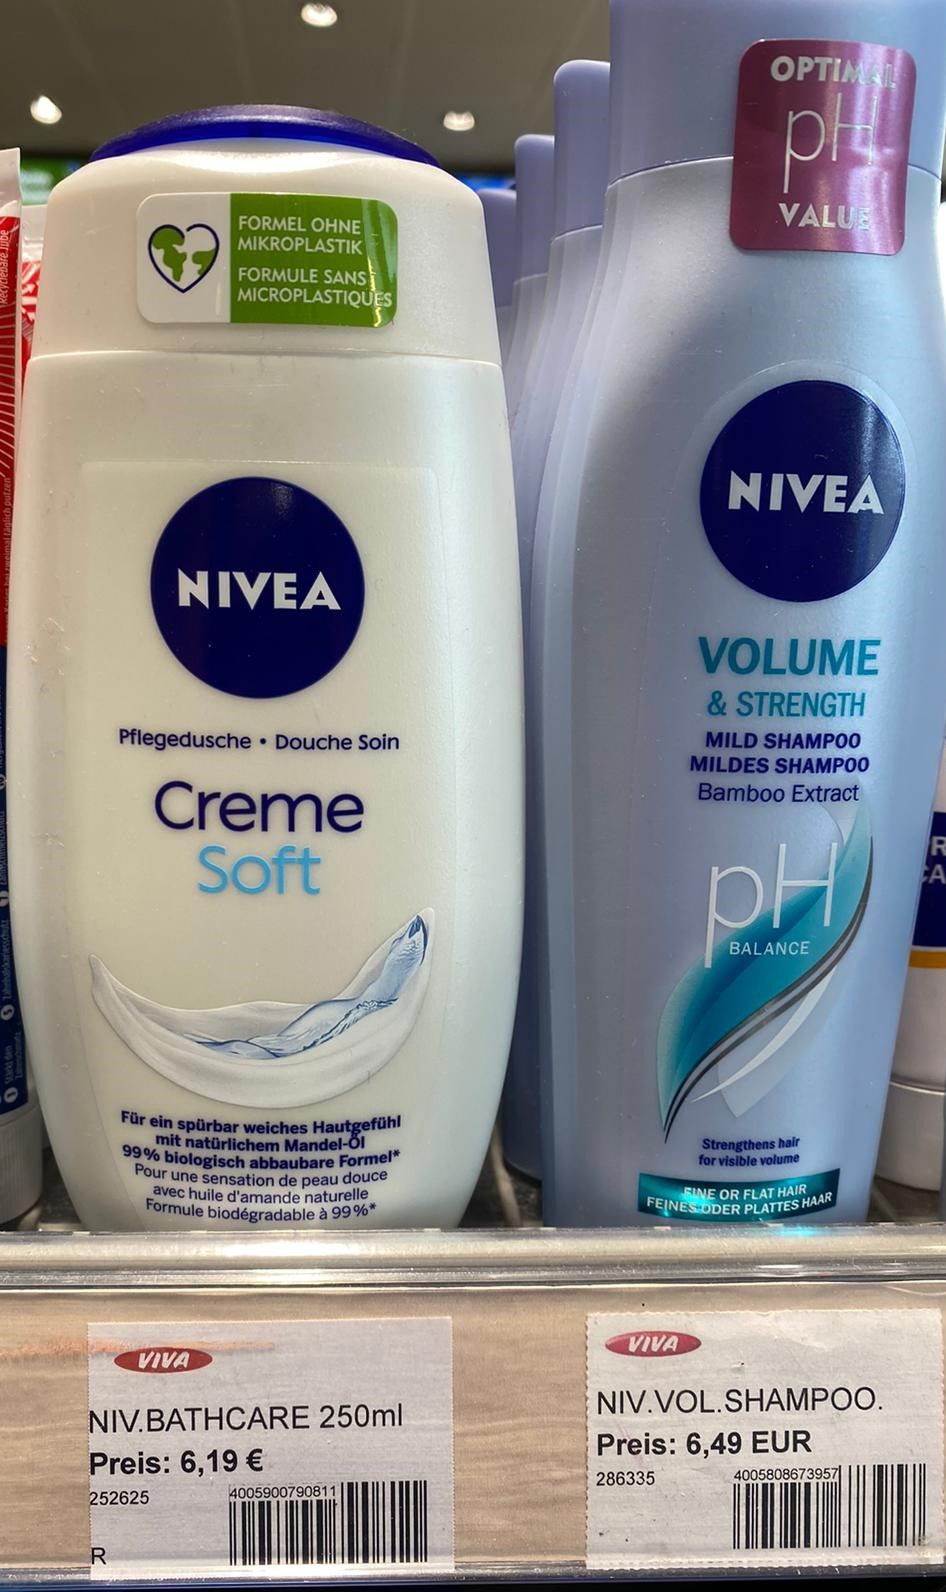 FORMEL OHNE
MIKROPLASTIK
FORMULE SANS
MICROPLASTIQUES
NIVEA
Pflegedusche • Douche Soin
Creme
Soft
Für ein spürbar weiches Hautgefühl
mit natürlichem Mandel-Öl
99% biologisch abbaubare Formel*
Pour une sensation de peau douce
avec huile d'amande naturelle
Formule biodégradable à 99%*
OPTIMAL
pH
VALUE
NIVEA
VOLUME
& STRENGTH
MILD SHAMPOO
MILDES SHAMPOO
Bamboo Extract
pH
BALANCE
Strengthens hair
for visible volume
FINE OR FLAT HAIR
FEINES ODER PLATTES HAAR
VIVA
NIV.BATHCARE 250ml
Preis: 6,19 €
252625
4005900790811
R
VIVA
NIV.VOL.SHAMPOO.
Preis: 6,49 EUR
286335
4005808673957